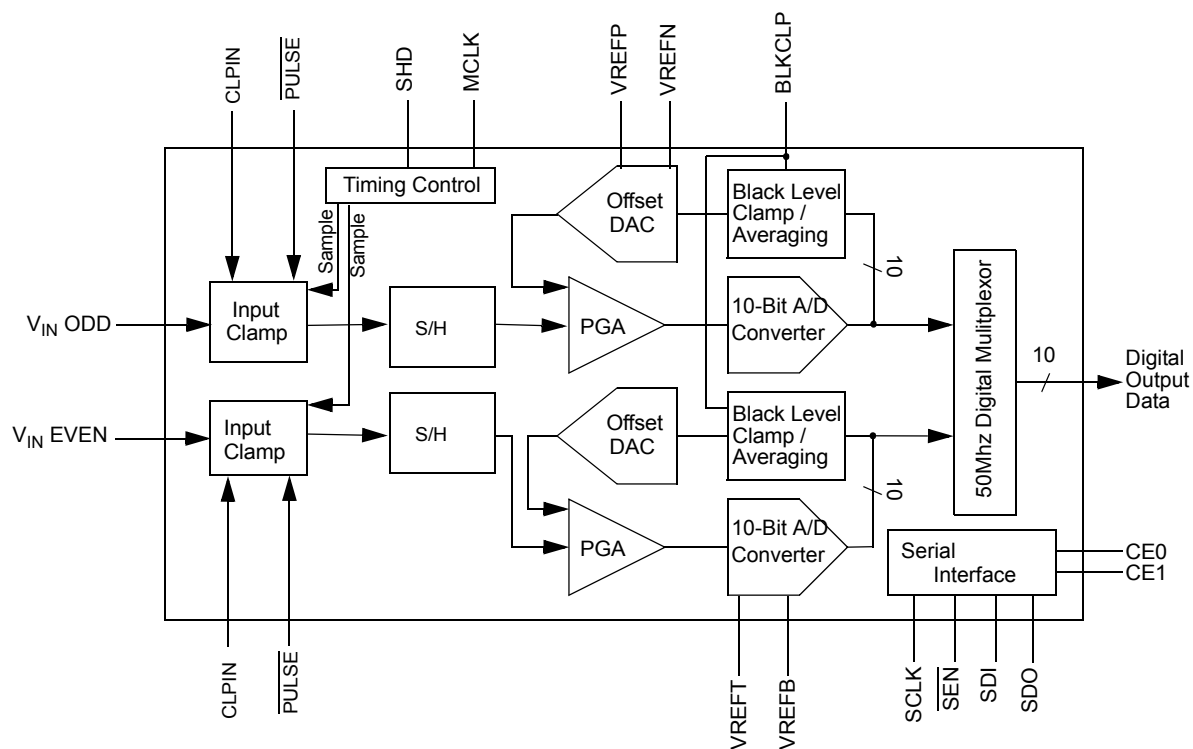 CLPIN
PULSE
SHD
MCLK
VREFP
VREFN
BLKCLP
Timing Control
Sample
Sample
Offset
DAC
Black Level
Clamp /
Averaging
10
V_IN ODD
Input
Clamp
S/H
PGA
10-Bit A/D
Converter
50Mhz Digital Mulitplexor
10
Digital
Output
Data
V_IN EVEN
Input
Clamp
S/H
Offset
DAC
Black Level
Clamp /
Averaging
10
PGA
10-Bit A/D
Converter
Serial
Interface
CE0
CE1
CLPIN
PULSE
VREFT
VREFB
SCLK
SEN
SDI
SDO